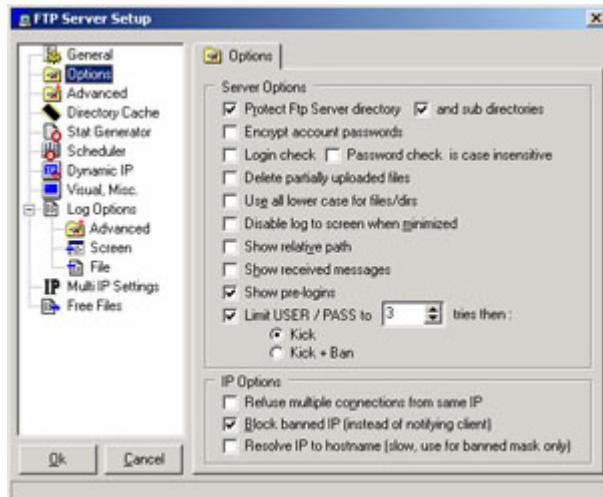 FTP Server Setup
General
Options
Advanced
Directory Cache
Stat Generator
Scheduler
Dynamic IP
Visual, Misc.
Log Options
Advanced
Screen
File
IP Multi IP Settings
Free Files
Ok Cancel
Options
Server Options
Protect Ftp Server directory and sub directories
Encrypt account passwords
Login check Password check is case insensitive
Delete partially uploaded files
Use all lower case for files/dirs
Disable log to screen when minimized
Show relative path
Show received messages
Show pre-logins
Limit USER / PASS to 3 tries then :
Kick
Kick + Ban
IP Options
Refuse multiple connections from same IP
Block banned IP (instead of notifying client)
Resolve IP to hostname (slow, use for banned mask only)